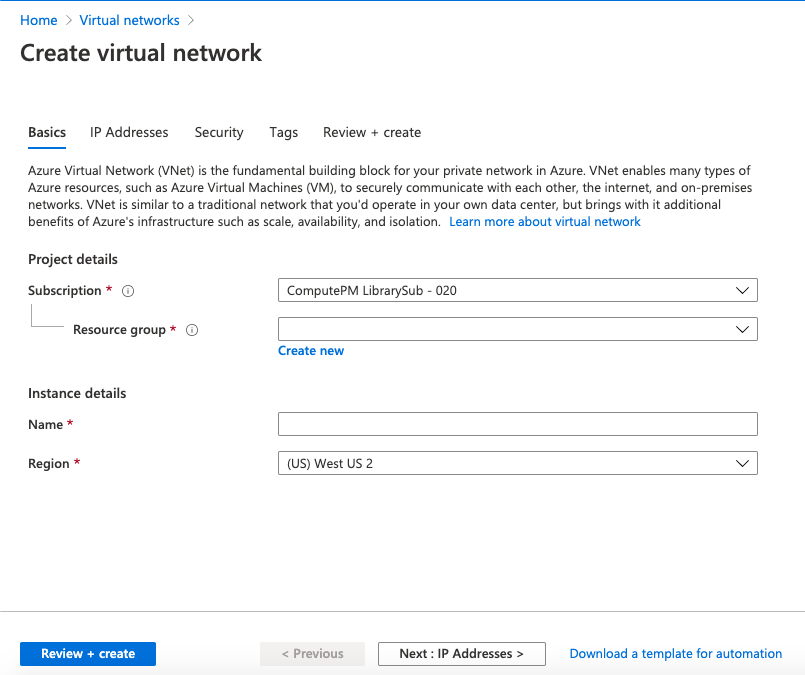 Home > Virtual networks >
Create virtual network
Basics IP Addresses Security Tags Review + create
Azure Virtual Network (VNet) is the fundamental building block for your private network in Azure. VNet enables many types of
Azure resources, such as Azure Virtual Machines (VM), to securely communicate with each other, the internet, and on-premises
networks. VNet is similar to a traditional network that you'd operate in your own data center, but brings with it additional
benefits of Azure's infrastructure such as scale, availability, and isolation. Learn more about virtual network
Project details
Subscription * ComputePM LibrarySub - 020
Resource group *
Create new
Instance details
Name *
Region * (US) West US 2
Review + create < Previous Next : IP Addresses > Download a template for automation